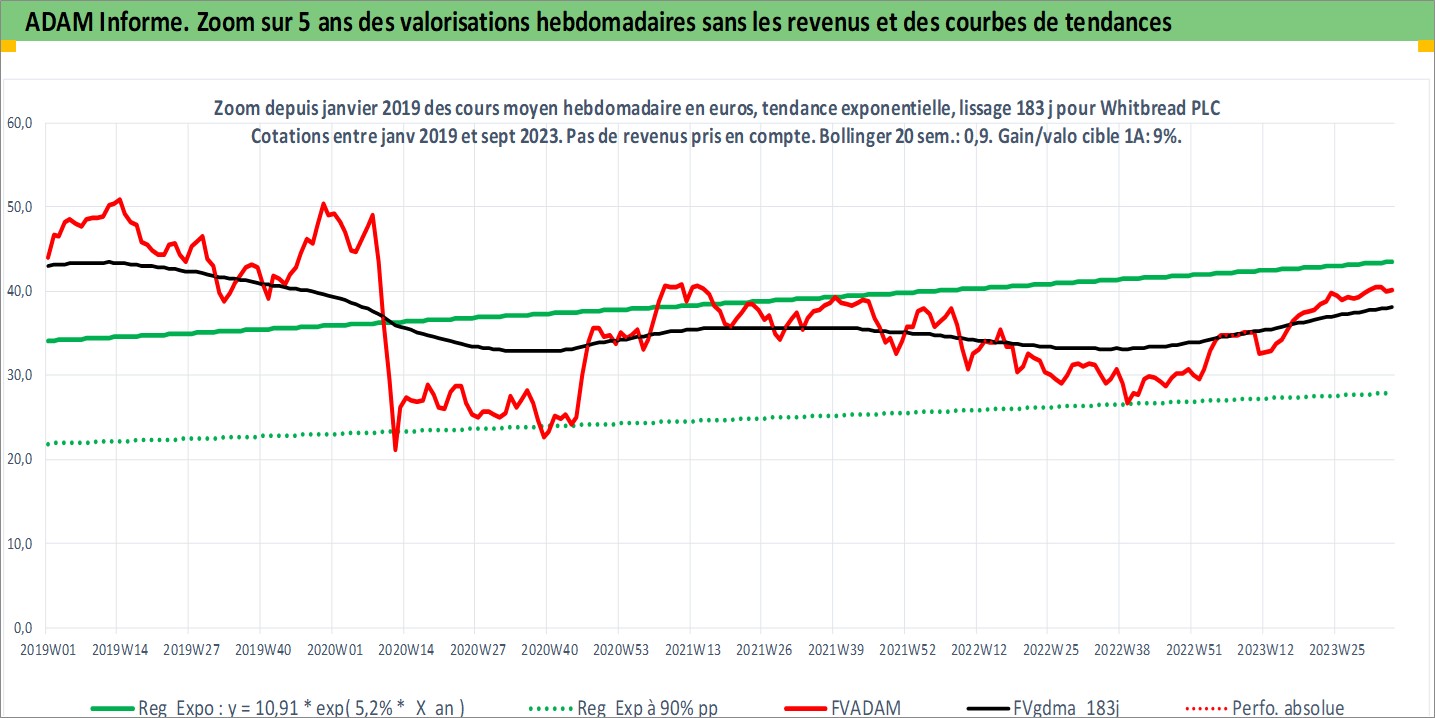 ADAM Informe. Zoom sur 5 ans des valorisations hebdomadaires sans les revenus et des courbes de tendances
Zoom depuis janvier 2019 des cours moyen hebdomadaire en euros, tendance exponentielle, lissage 183 j pour Whitbread PLC
Cotations entre janv 2019 et sept 2023. Pas de revenus pris en compte. Bollinger 20 sem.: 0,9. Gain/valo cible 1A: 9%.
60,0
50,0
40,0
30,0
20,0
10,0
0,0
2019W01 2019W14 2019W27 2019W40 2020W01 2020W14 2020W27 2020W40 2020W53 2021W13 2021W26 2021W39 2021W52 2022W12 2022W25 2022W38 2022W51 2023W12 2023W25
Reg Expo : y = 10,91 * exp( 5,2% * X an ) Reg Exp à 90% pp FVADAM FVgdma 183j Perfo. absolue